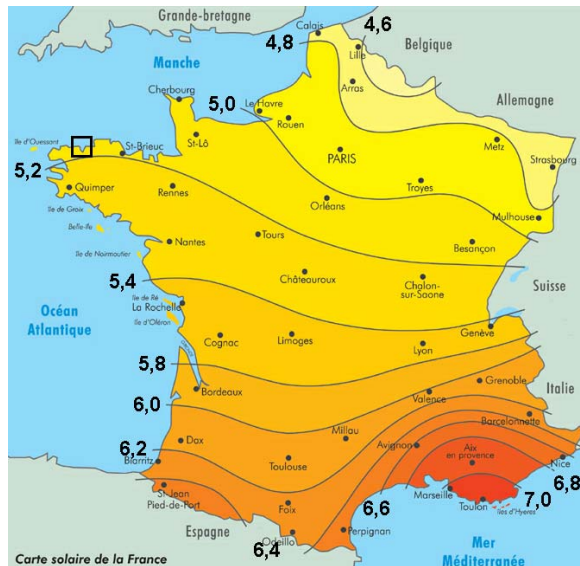 Grande-bretagne
Calais
4,6
4,8
Lille
Belgique
Manche
Arras
Cherbourg
Allemagne
5,0
Le Havre
Rouen
Ile d'Ouessant
St-Brieuc
St-Lô
PARIS
Metz
Strasbourg
5,2
Quimper
Rennes
Troyes
Orléans
Ile de Groix
Belle-Ile
Mulhouse
Tours
Nantes
Besançon
Ile de Noirmoutier
Châteauroux
Chalon-
sur-Saone
Suisse
5,4
Ile de Ré
La Rochelle
Océan
Atlantique
Ile d'Oléron
Genève
Cognac
Limoges
Lyon
5,8
Grenoble
Italie
Bordeaux
Valence
6,0
Barcelonnette
Millau
Dax
Avignon
6,2
Aix
en provence
Nice
Biarritz
Toulouse
6,8
St-Jean
Pied-de-Port
Marseille
7,0
6,6
Toulon
Foix
Iles d'Hyeres
Espagne
Perpignan
Odeillo
6,4
Mer
Méditerranée
Carte solaire de la France